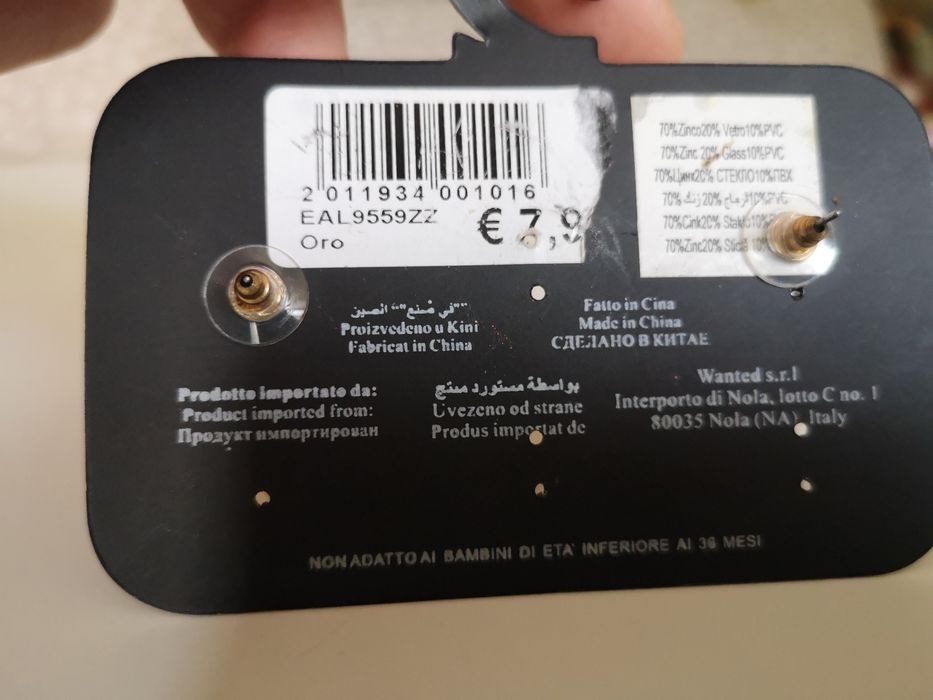 2 011934 001016
EAL9559ZZ
€ 7,9
Oro
70%Zinco20% Vetro10%PVC
70%Zinc 20% Glass10%PVC
70%Цинк20% СТЕКЛО10%ПВХ
70%Cink20% Staklo10%
70%Zinc20% Sticlă 10%
Proizvedeno u Kini
Fabricat in China
Fatto in Cina
Made in China
СДЕЛАНО В КИТАЕ
Prodotto importato da:
Product imported from:
Продукт импортирован
بواسطة مستورد منتج
Uvezeno od strane
Produs importat de
Wanted s.r.l
Interporto di Nola, lotto C no. 1
80035 Nola (NA), Italy
NON ADATTO AI BAMBINI DI ETA' INFERIORE AI 36 MESI